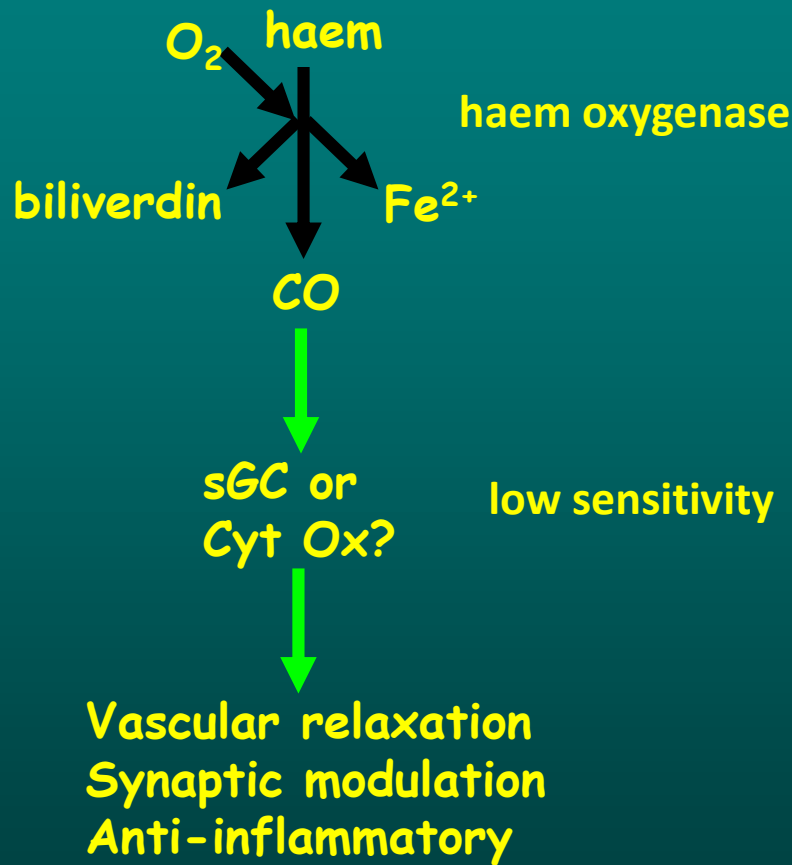 O₂
haem
haem oxygenase
biliverdin
Fe²⁺
CO
sGC or
Cyt Ox?
low sensitivity
Vascular relaxation
Synaptic modulation
Anti-inflammatory